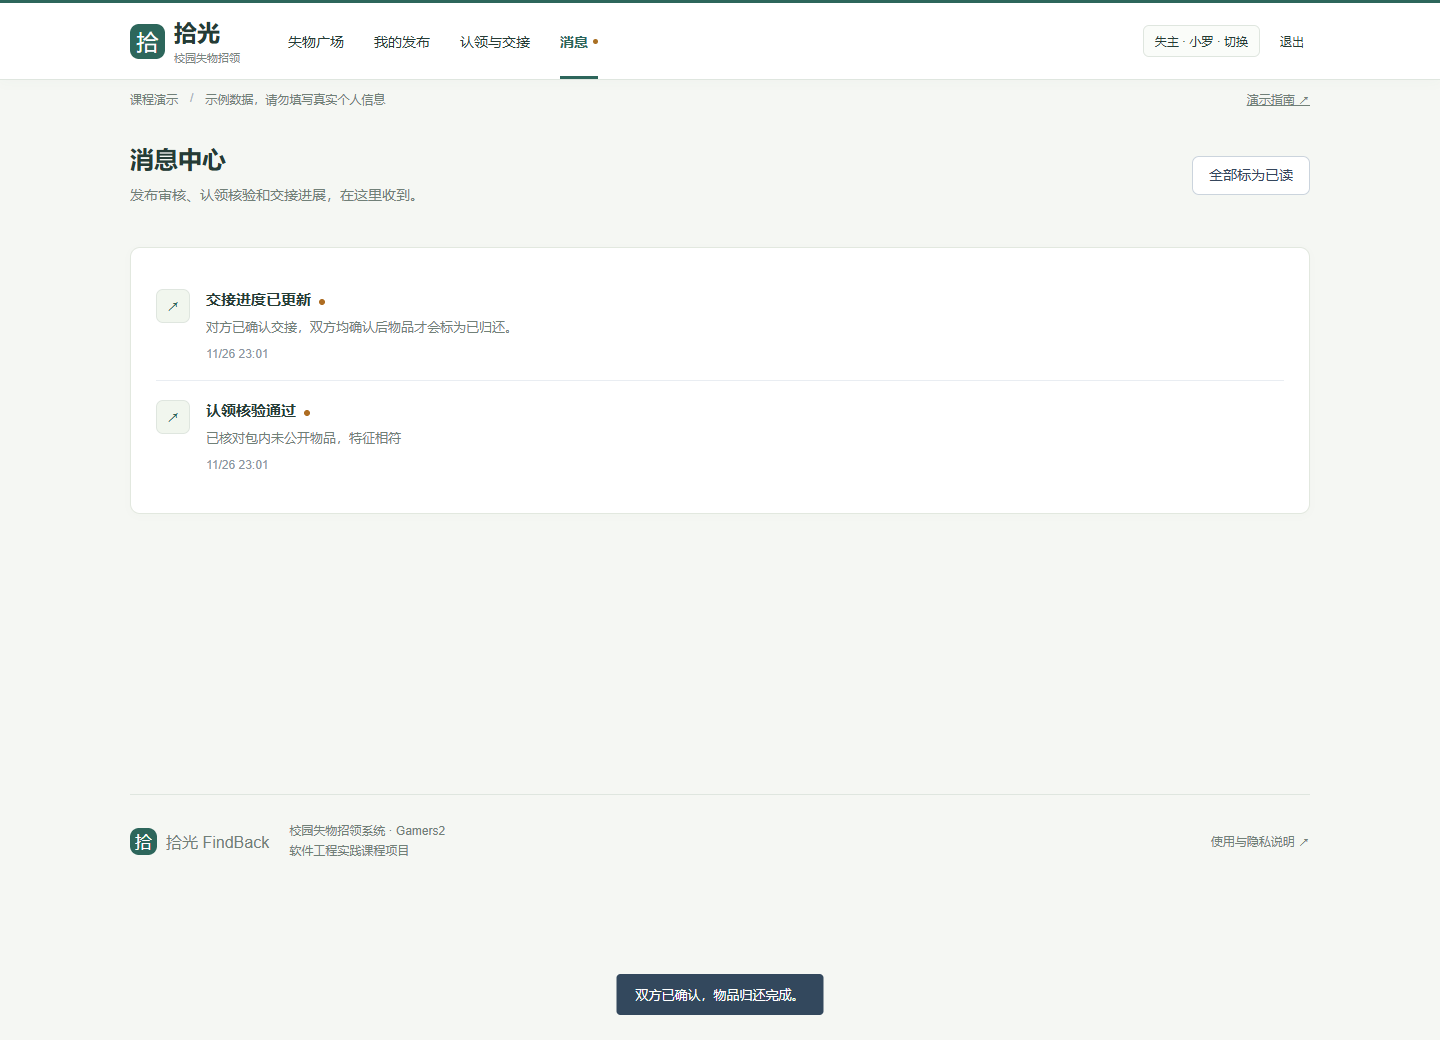 拾
拾光
校园失物招领
失物广场
我的发布
认领与交接
消息
失主 · 小罗 · 切换
退出
课程演示 / 示例数据，请勿填写真实个人信息
演示指南 ↗
消息中心
发布审核、认领核验和交接进展，在这里收到。
全部标为已读
↗
交接进度已更新
对方已确认交接，双方均确认后物品才会标为已归还。
11/26 23:01
↗
认领核验通过
已核对包内未公开物品，特征相符
11/26 23:01
拾
拾光 FindBack
校园失物招领系统 · Gamers2
软件工程实践课程项目
使用与隐私说明 ↗
双方已确认，物品归还完成。